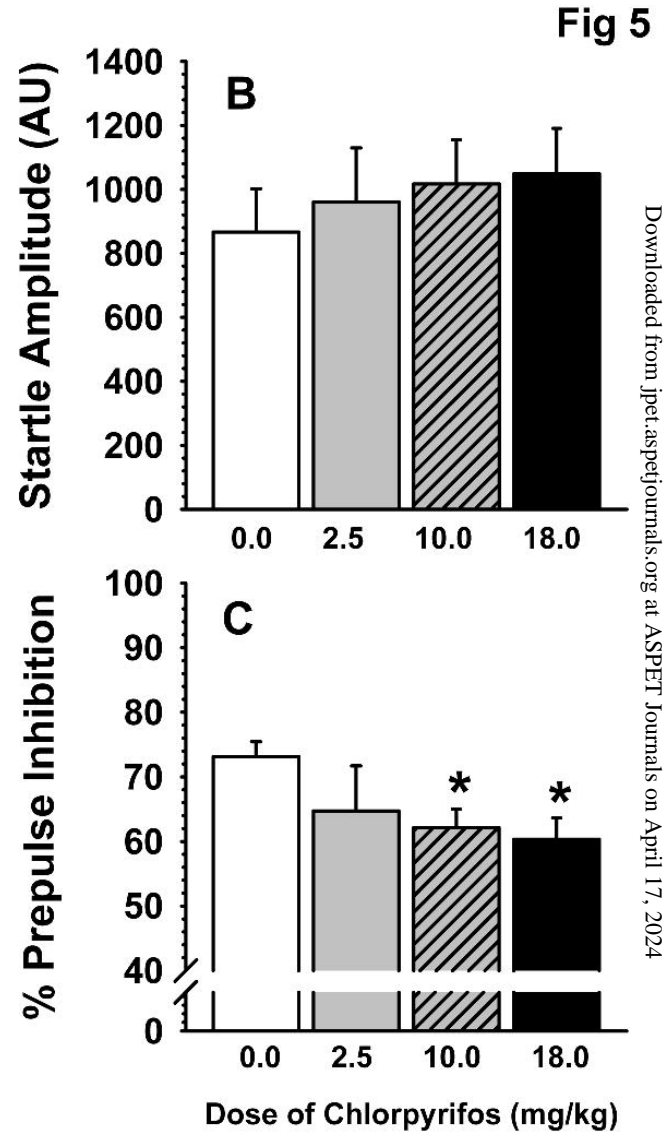 Fig 5
Startle Amplitude (AU)
1400
1200
1000
800
600
400
200
0
B
0.0 2.5 10.0 18.0
% Prepulse Inhibition
100
90
80
70
60
50
40
0
C
* *
0.0 2.5 10.0 18.0
Dose of Chlorpyrifos (mg/kg)
Downloaded from jpet.aspetjournals.org at ASPET Journals on April 17, 2024